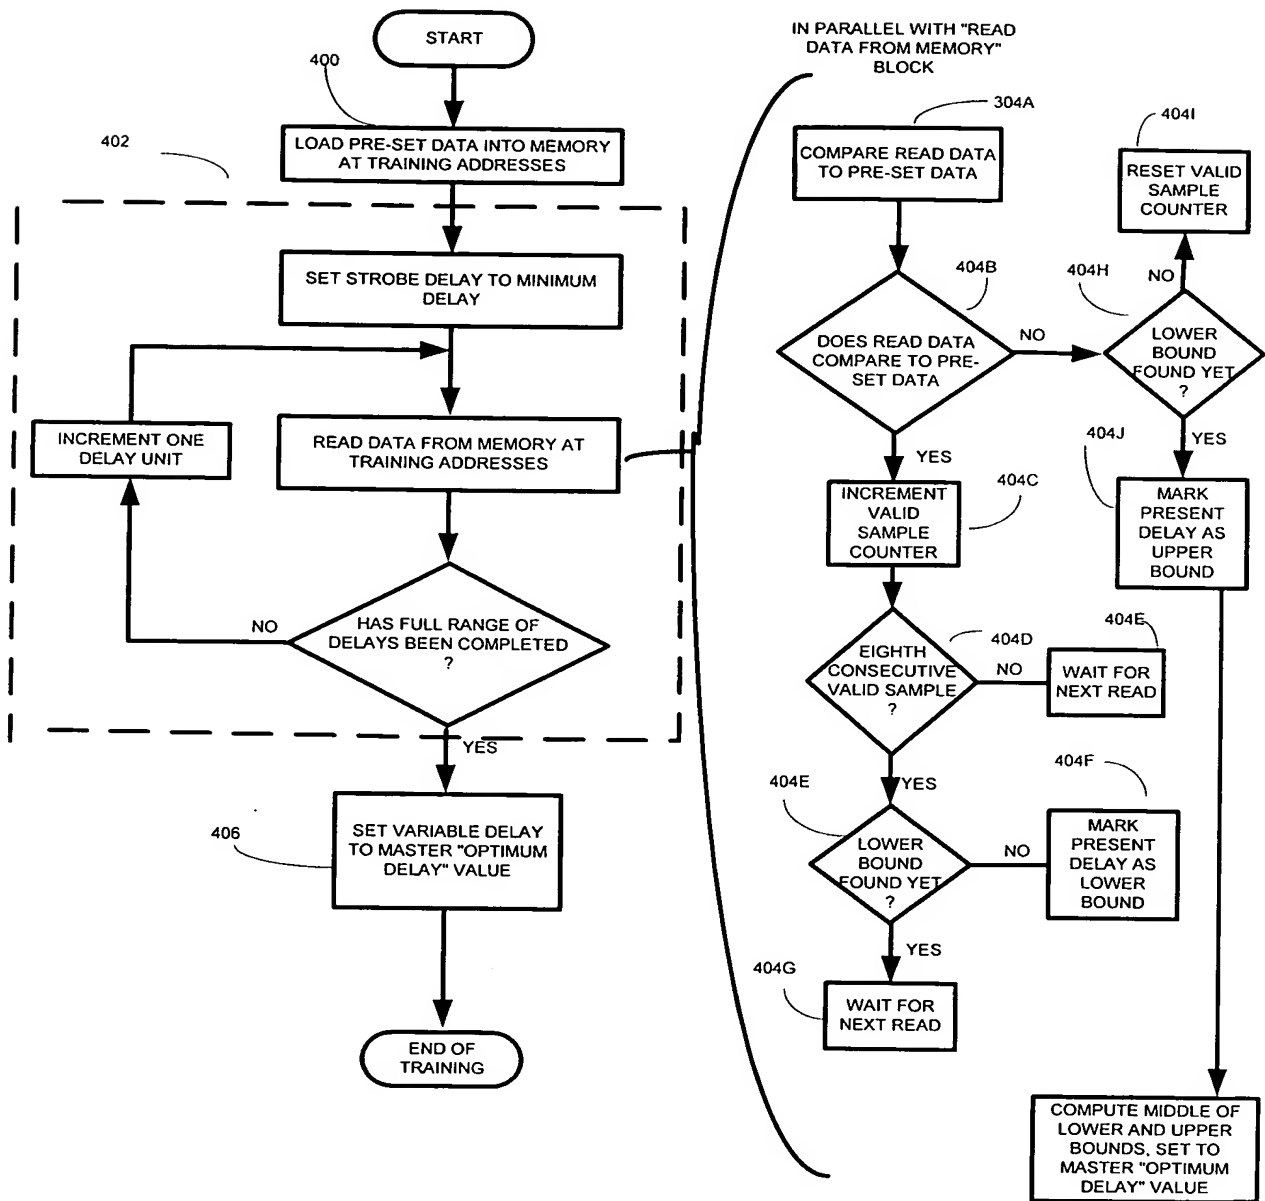 START
400
LOAD PRE-SET DATA INTO MEMORY
AT TRAINING ADDRESSES
402
SET STROBE DELAY TO MINIMUM
DELAY
INCREMENT ONE
DELAY UNIT
READ DATA FROM MEMORY AT
TRAINING ADDRESSES
NO
HAS FULL RANGE OF
DELAYS BEEN COMPLETED
?
YES
406
SET VARIABLE DELAY
TO MASTER "OPTIMUM
DELAY" VALUE
END OF
TRAINING
IN PARALLEL WITH "READ
DATA FROM MEMORY"
BLOCK
304A
COMPARE READ DATA
TO PRE-SET DATA
404B
DOES READ DATA
COMPARE TO PRE-
SET DATA
NO
404I
RESET VALID
SAMPLE
COUNTER
NO
404H
LOWER
BOUND
FOUND YET
?
YES
404J
MARK
PRESENT
DELAY AS
UPPER
BOUND
YES
404C
INCREMENT
VALID
SAMPLE
COUNTER
404D
EIGHTH
CONSECUTIVE
VALID SAMPLE
?
NO
404E
WAIT FOR
NEXT READ
YES
404E
LOWER
BOUND
FOUND YET
?
NO
404F
MARK
PRESENT
DELAY AS
LOWER
BOUND
YES
404G
WAIT FOR
NEXT READ
COMPUTE MIDDLE OF
LOWER AND UPPER
BOUNDS, SET TO
MASTER "OPTIMUM
DELAY" VALUE